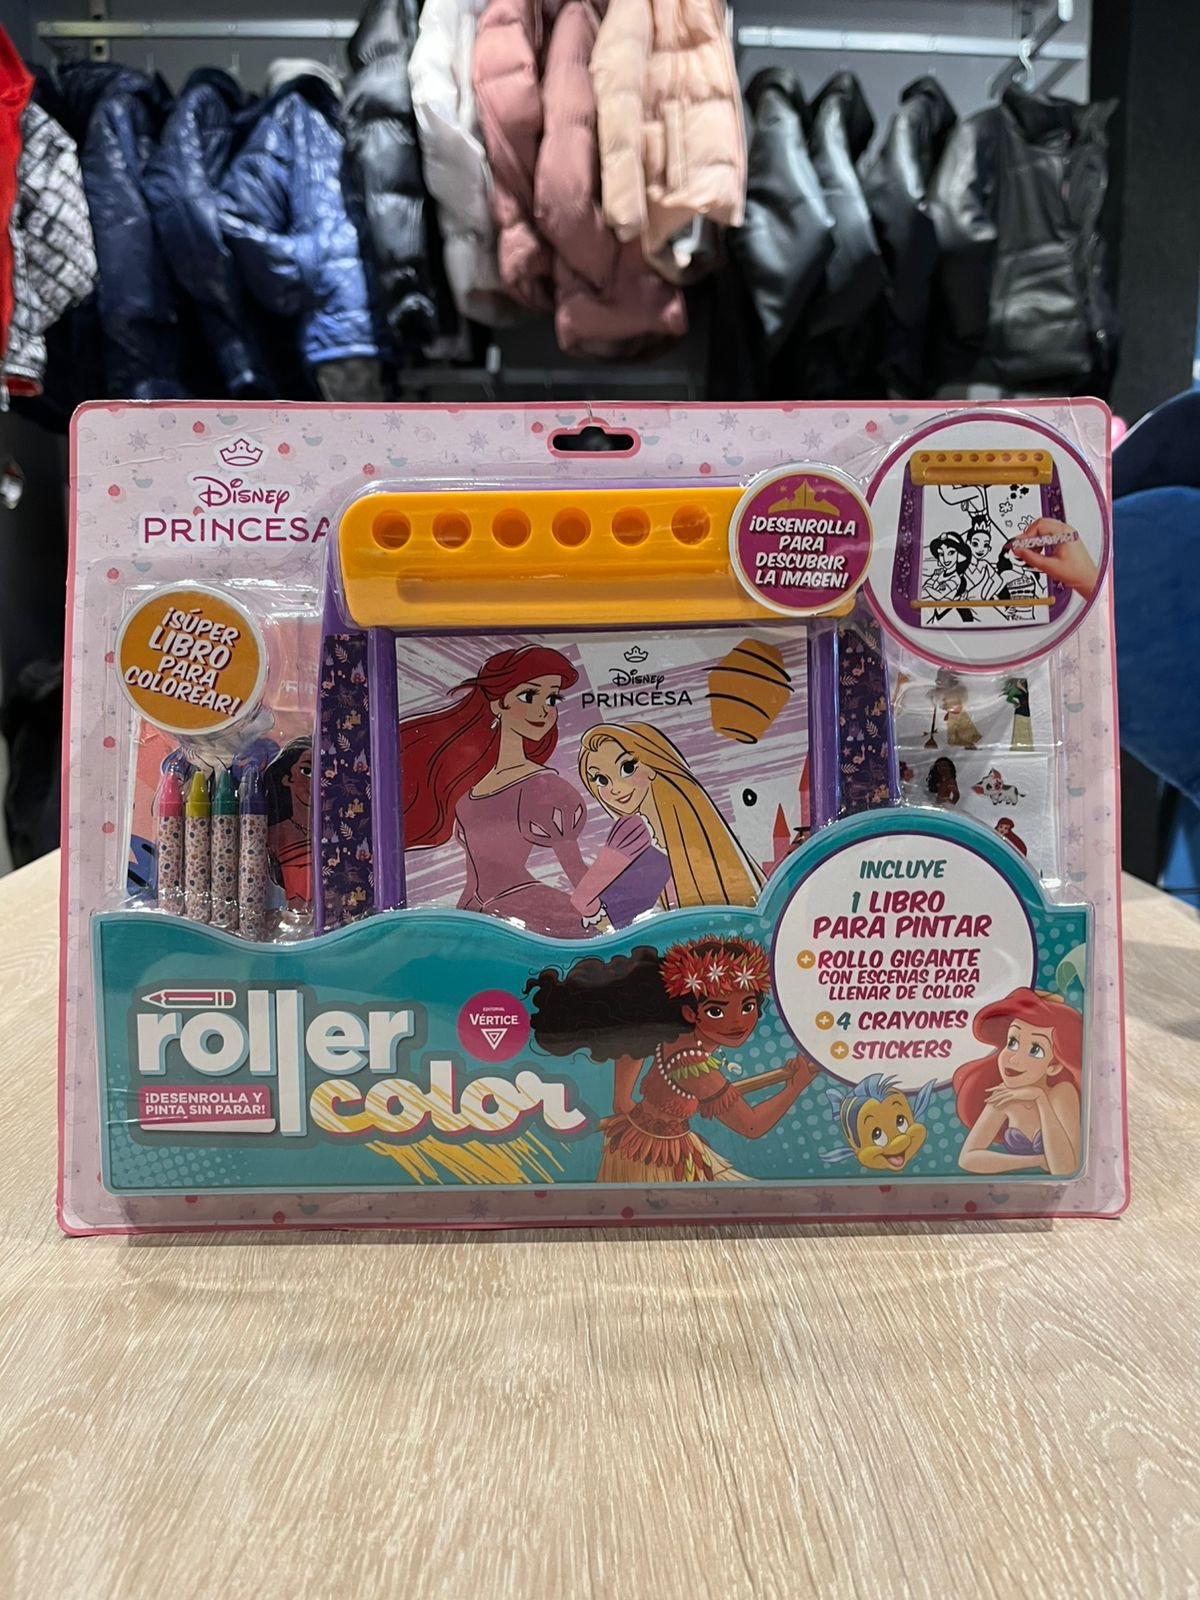 Disney
PRINCESA
¡DESENROLLA
PARA
DESCUBRIR
LA IMAGEN!
¡SÚPER
LIBRO
PARA
COLOREAR!
Disney
PRINCESA
INCLUYE
1 LIBRO
PARA PINTAR
+ ROLLO GIGANTE
CON ESCENAS PARA
LLENAR DE COLOR
+ 4 CRAYONES
+ STICKERS
roller
color
¡DESENROLLA Y
PINTA SIN PARAR!
EDITORIAL
VÉRTICE